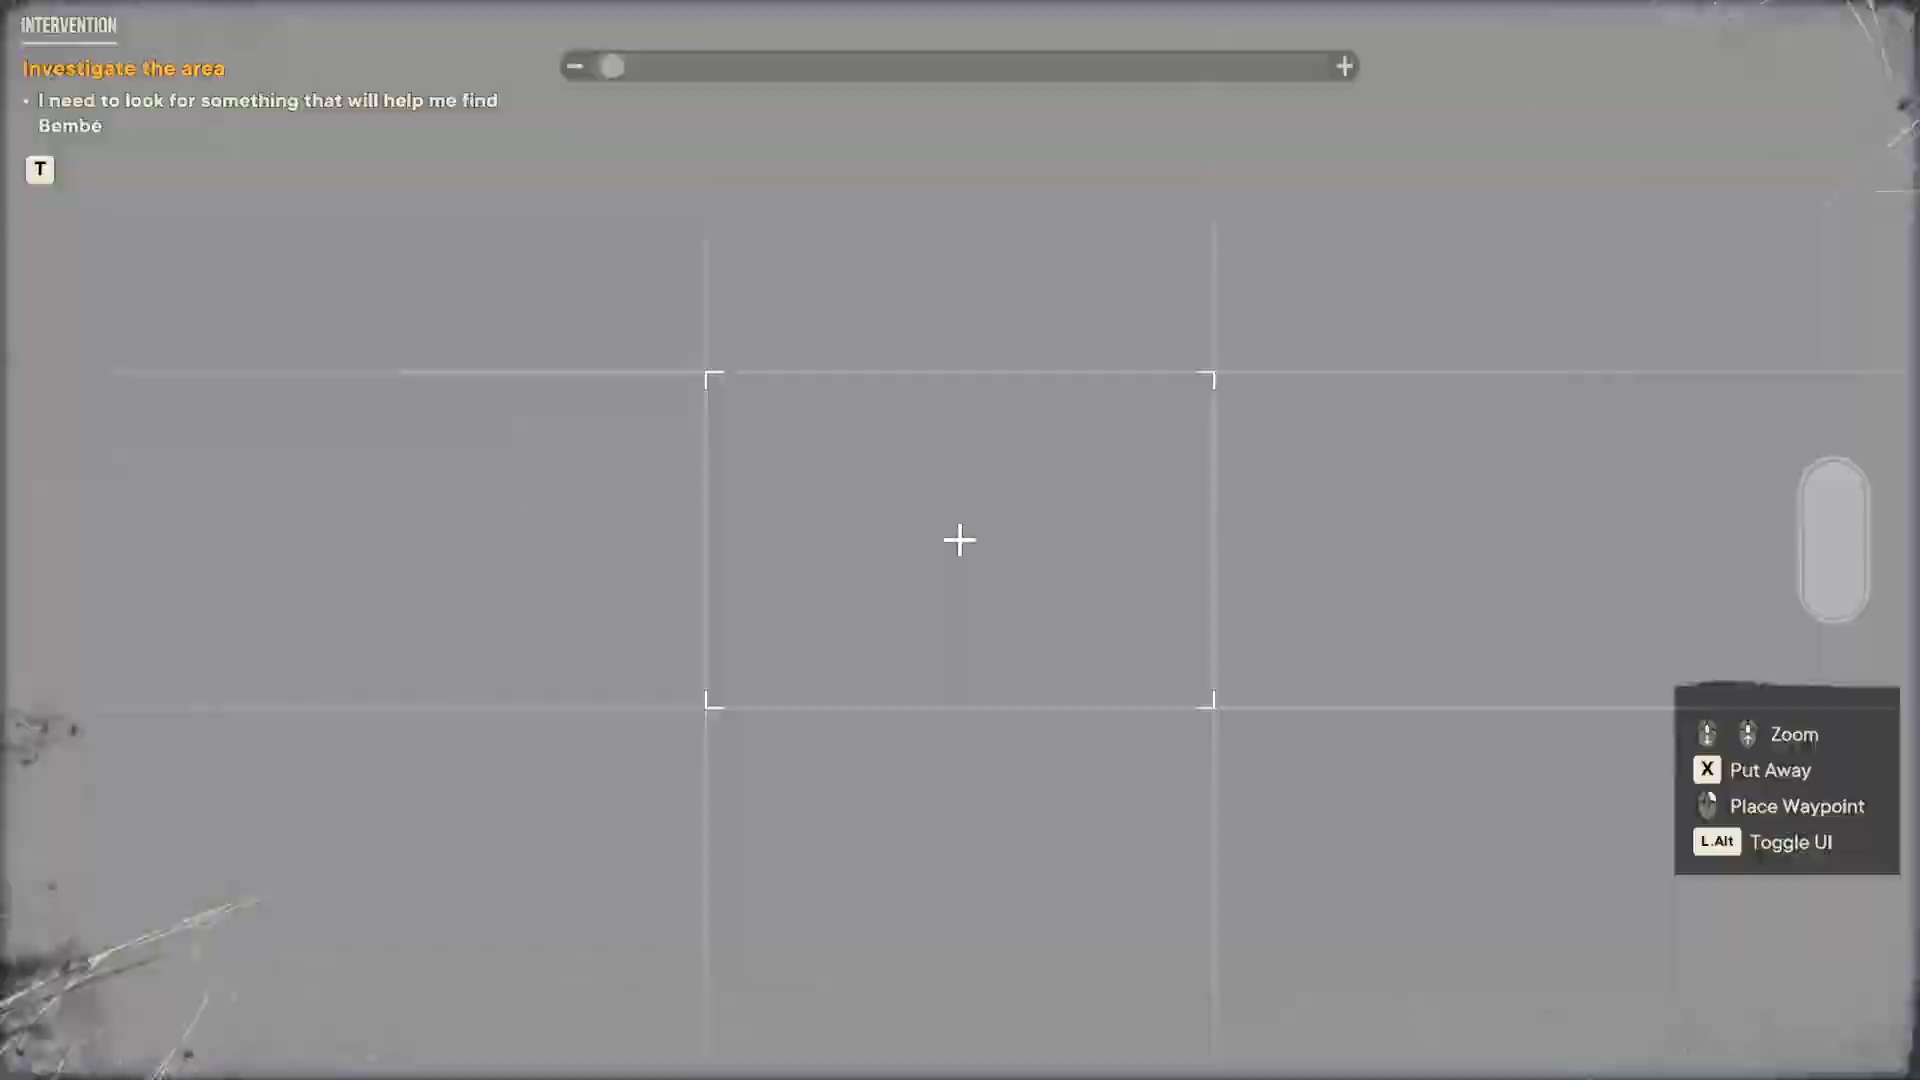 INTERVENTION
Investigate the area
• I need to look for something that will help me find
Bembé
T
Zoom
X Put Away
Place Waypoint
L.Alt Toggle UI